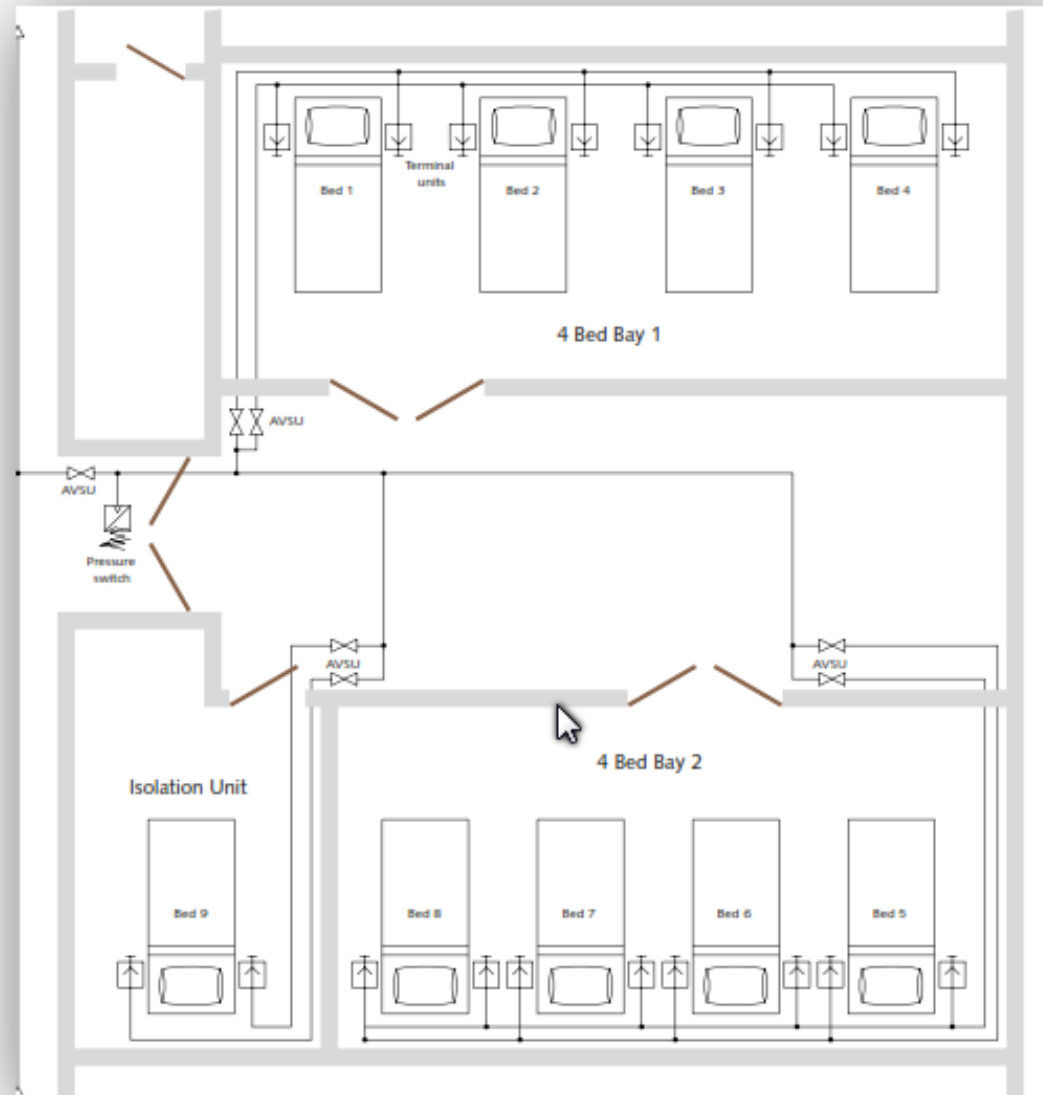 Terminal
units
Bed 1
Bed 2
Bed 3
Bed 4
4 Bed Bay 1
AVSU
AVSU
Pressure
switch
AVSU
AVSU
4 Bed Bay 2
Isolation Unit
Bed 9
Bed 8
Bed 7
Bed 6
Bed 5